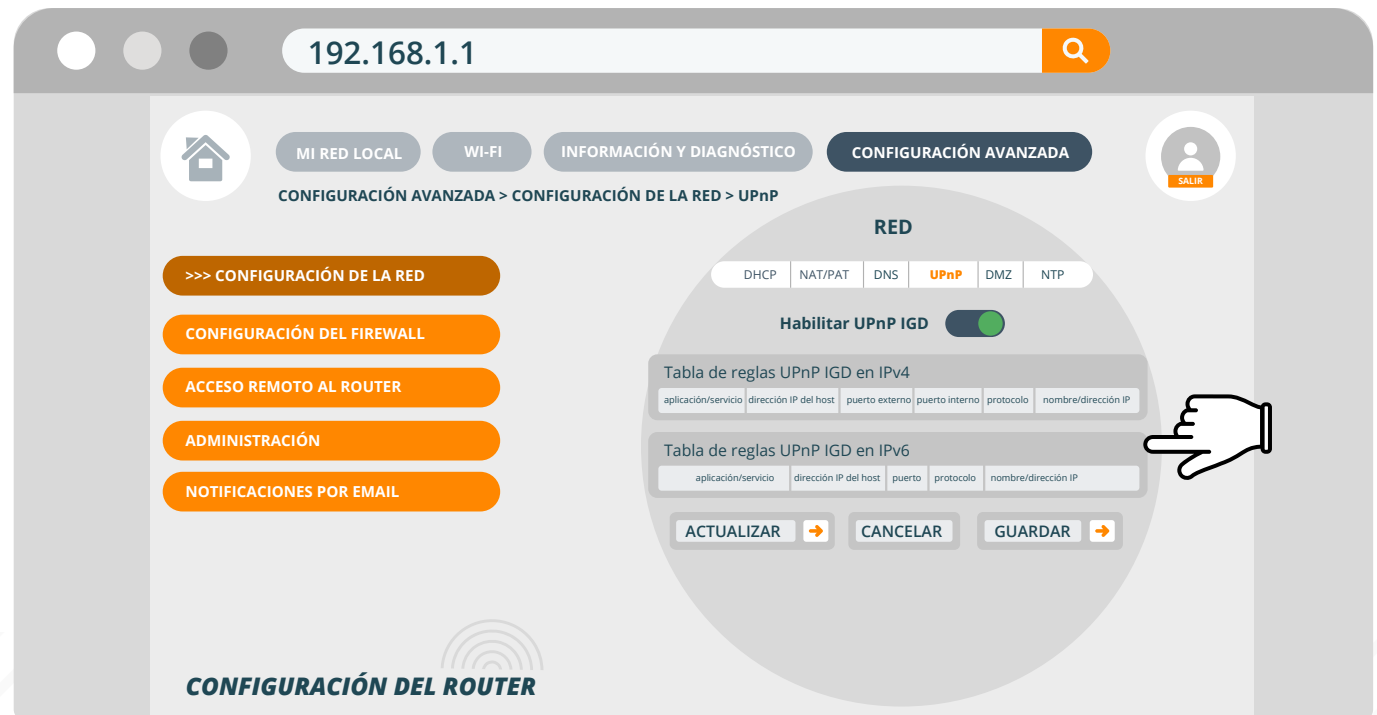 192.168.1.1
MI RED LOCAL
WI-FI
INFORMACIÓN Y DIAGNÓSTICO
CONFIGURACIÓN AVANZADA
SALIR
CONFIGURACIÓN AVANZADA > CONFIGURACIÓN DE LA RED > UPnP
>>> CONFIGURACIÓN DE LA RED
CONFIGURACIÓN DEL FIREWALL
ACCESO REMOTO AL ROUTER
ADMINISTRACIÓN
NOTIFICACIONES POR EMAIL
RED
DHCP NAT/PAT DNS UPnP DMZ NTP
Habilitar UPnP IGD
Tabla de reglas UPnP IGD en IPv4
aplicación/servicio dirección IP del host puerto externo puerto interno protocolo nombre/dirección IP
Tabla de reglas UPnP IGD en IPv6
aplicación/servicio dirección IP del host puerto protocolo nombre/dirección IP
ACTUALIZAR
CANCELAR
GUARDAR
CONFIGURACIÓN DEL ROUTER